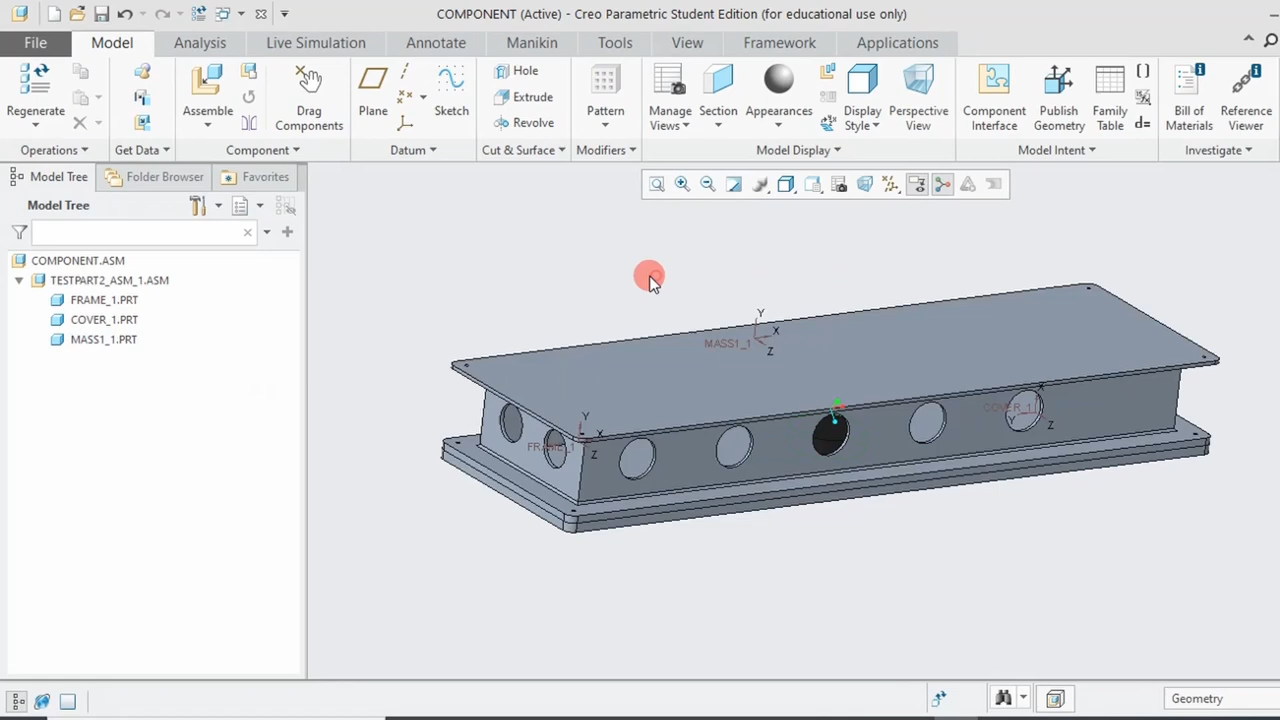 COMPONENT (Active) - Creo Parametric Student Edition (for educational use only)
File Model Analysis Live Simulation Annotate Manikin Tools View Framework Applications
Regenerate
Assemble
Drag Components
Plane
Sketch
Hole
Extrude
Revolve
Pattern
Manage Views
Section
Appearances
Display Style
Perspective View
Component Interface
Publish Geometry
Family Table
d=
Bill of Materials
Reference Viewer
Operations Get Data Component Datum Cut & Surface Modifiers Model Display Model Intent Investigate
Model Tree Folder Browser Favorites
Model Tree
COMPONENT.ASM
TESTPART2_ASM_1.ASM
FRAME_1.PRT
COVER_1.PRT
MASS1_1.PRT
Y
X
MASS1_1
Z
X
COVER_1
Y
Z
Y
X
FRAME_1
Z
Geometry